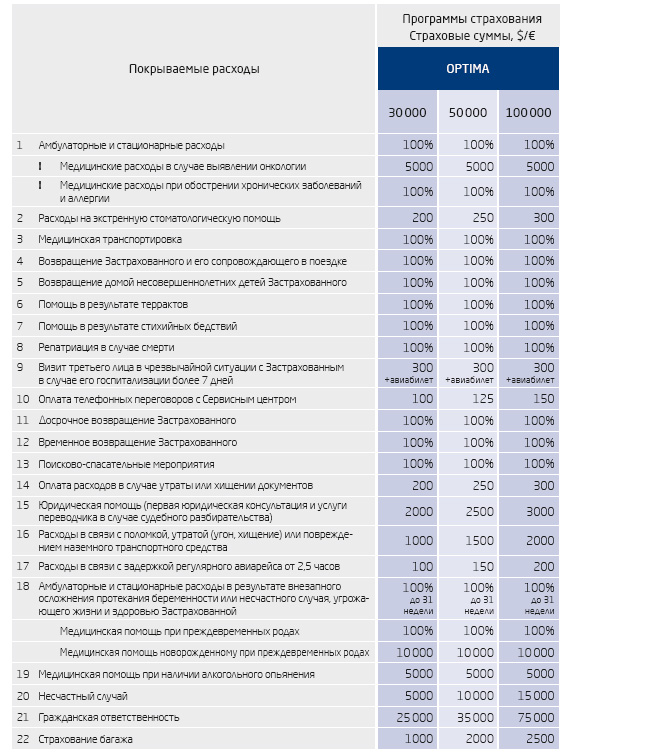 Программы страхования
Страховые суммы, $/€
Покрываемые расходы
OPTIMA
30 000 50 000 100 000
1 Амбулаторные и стационарные расходы 100% 100% 100%
! Медицинские расходы в случае выявлении онкологии 5000 5000 5000
! Медицинские расходы при обострении хронических заболеваний
и аллергии 100% 100% 100%
2 Расходы на экстренную стоматологическую помощь 200 250 300
3 Медицинская транспортировка 100% 100% 100%
4 Возвращение Застрахованного и его сопровождающего в поездке 100% 100% 100%
5 Возвращение домой несовершеннолетних детей Застрахованного 100% 100% 100%
6 Помощь в результате террактов 100% 100% 100%
7 Помощь в результате стихийных бедствий 100% 100% 100%
8 Репатриация в случае смерти 100% 100% 100%
9 Визит третьего лица в чрезвычайной ситуации с Застрахованным 300 300 300
в случае его госпитализации более 7 дней +авиабилет +авиабилет +авиабилет
10 Оплата телефонных переговоров с Сервисным центром 100 125 150
11 Досрочное возвращение Застрахованного 100% 100% 100%
12 Временное возвращение Застрахованного 100% 100% 100%
13 Поисково-спасательные мероприятия 100% 100% 100%
14 Оплата расходов в случае утраты или хищении документов 200 250 300
15 Юридическая помощь (первая юридическая консультация и услуги
переводчика в случае судебного разбирательства) 2000 2500 3000
16 Расходы в связи с поломкой, утратой (угон, хищение) или поврежде-
нием наземного транспортного средства 1000 1500 2000
17 Расходы в связи с задержкой регулярного авиарейса от 2,5 часов 100 150 200
18 Амбулаторные и стационарные расходы в результате внезапного 100% 100% 100%
осложнения протекания беременности или несчастного случая, угрожа- до 31 до 31 до 31
ющего жизни и здоровью Застрахованной недели недели недели
Медицинская помощь при преждевременных родах 100% 100% 100%
Медицинская помощь новорожденному при преждевременных родах 10 000 10 000 10 000
19 Медицинская помощь при наличии алкогольного опьянения 5000 5000 5000
20 Несчастный случай 5000 10 000 15 000
21 Гражданская ответственность 25 000 35 000 75 000
22 Страхование багажа 1000 2000 2500